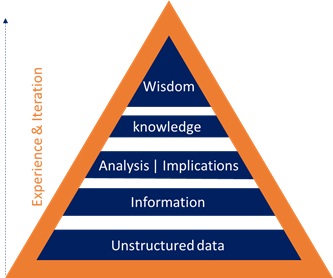 Wisdom
knowledge
Analysis | Implications
Information
Unstructured data
Experience & Iteration